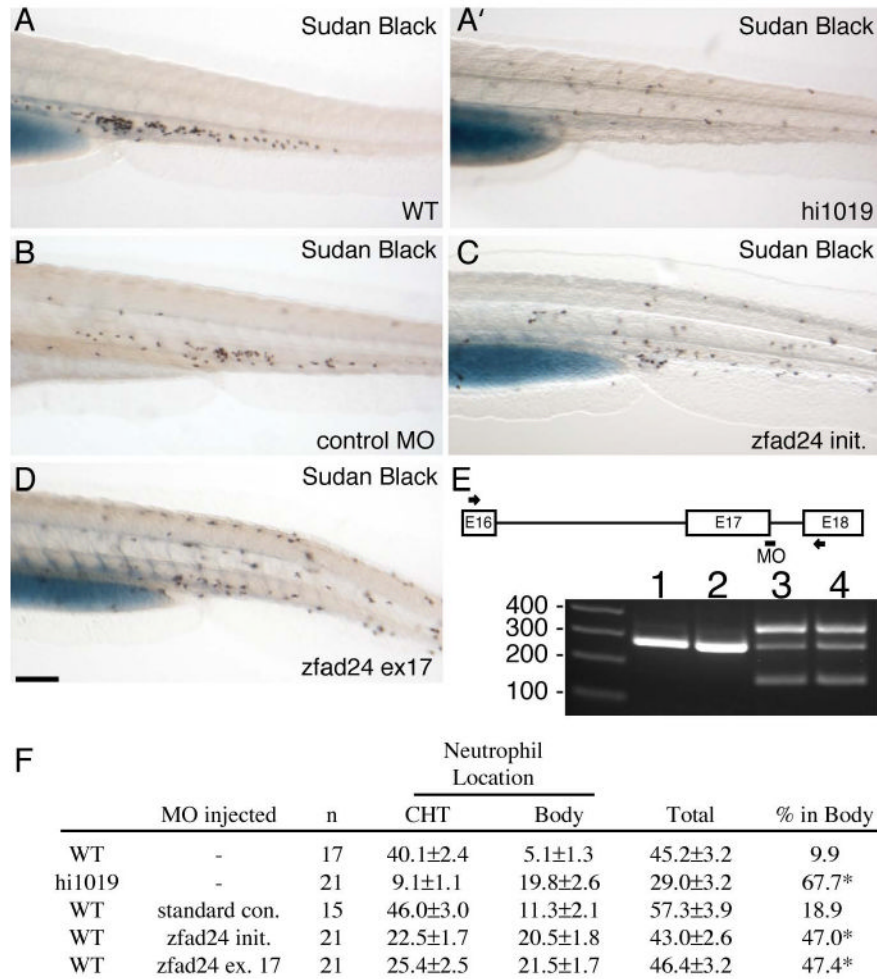 A
Sudan Black
WT
A'
Sudan Black
hi1019
B
Sudan Black
control MO
C
Sudan Black
zfad24 init.
D
Sudan Black
zfad24 ex17
E
E16
E17
E18
MO
1 2 3 4
400 -
300 -
200 -
100 -
F
Neutrophil
Location
MO injected n CHT Body Total % in Body
WT - 17 40.1±2.4 5.1±1.3 45.2±3.2 9.9
hi1019 - 21 9.1±1.1 19.8±2.6 29.0±3.2 67.7*
WT standard con. 15 46.0±3.0 11.3±2.1 57.3±3.9 18.9
WT zfad24 init. 21 22.5±1.7 20.5±1.8 43.0±2.6 47.0*
WT zfad24 ex. 17 21 25.4±2.5 21.5±1.7 46.4±3.2 47.4*